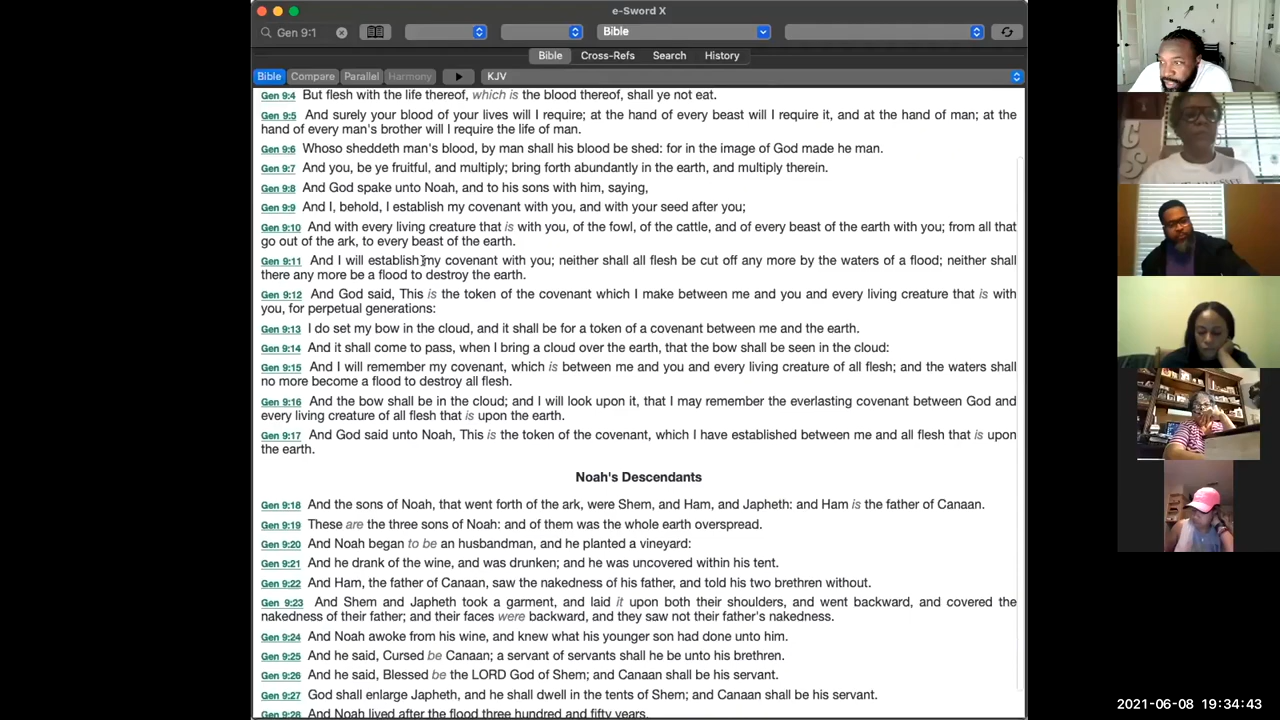 e-Sword X
Gen 9:1
Bible
Bible Cross-Refs Search History
Bible Compare Parallel Harmony KJV
Gen 9:4 But flesh with the life thereof, which is the blood thereof, shall ye not eat.
Gen 9:5 And surely your blood of your lives will I require; at the hand of every beast will I require it, and at the hand of man; at the
hand of every man's brother will I require the life of man.
Gen 9:6 Whoso sheddeth man's blood, by man shall his blood be shed: for in the image of God made he man.
Gen 9:7 And you, be ye fruitful, and multiply; bring forth abundantly in the earth, and multiply therein.
Gen 9:8 And God spake unto Noah, and to his sons with him, saying,
Gen 9:9 And I, behold, I establish my covenant with you, and with your seed after you;
Gen 9:10 And with every living creature that is with you, of the fowl, of the cattle, and of every beast of the earth with you; from all that
go out of the ark, to every beast of the earth.
Gen 9:11 And I will establish my covenant with you; neither shall all flesh be cut off any more by the waters of a flood; neither shall
there any more be a flood to destroy the earth.
Gen 9:12 And God said, This is the token of the covenant which I make between me and you and every living creature that is with
you, for perpetual generations:
Gen 9:13 I do set my bow in the cloud, and it shall be for a token of a covenant between me and the earth.
Gen 9:14 And it shall come to pass, when I bring a cloud over the earth, that the bow shall be seen in the cloud:
Gen 9:15 And I will remember my covenant, which is between me and you and every living creature of all flesh; and the waters shall
no more become a flood to destroy all flesh.
Gen 9:16 And the bow shall be in the cloud; and I will look upon it, that I may remember the everlasting covenant between God and
every living creature of all flesh that is upon the earth.
Gen 9:17 And God said unto Noah, This is the token of the covenant, which I have established between me and all flesh that is upon
the earth.
Noah's Descendants
Gen 9:18 And the sons of Noah, that went forth of the ark, were Shem, and Ham, and Japheth: and Ham is the father of Canaan.
Gen 9:19 These are the three sons of Noah: and of them was the whole earth overspread.
Gen 9:20 And Noah began to be an husbandman, and he planted a vineyard:
Gen 9:21 And he drank of the wine, and was drunken; and he was uncovered within his tent.
Gen 9:22 And Ham, the father of Canaan, saw the nakedness of his father, and told his two brethren without.
Gen 9:23 And Shem and Japheth took a garment, and laid it upon both their shoulders, and went backward, and covered the
nakedness of their father; and their faces were backward, and they saw not their father's nakedness.
Gen 9:24 And Noah awoke from his wine, and knew what his younger son had done unto him.
Gen 9:25 And he said, Cursed be Canaan; a servant of servants shall he be unto his brethren.
Gen 9:26 And he said, Blessed be the LORD God of Shem; and Canaan shall be his servant.
Gen 9:27 God shall enlarge Japheth, and he shall dwell in the tents of Shem; and Canaan shall be his servant.
Gen 9:28 And Noah lived after the flood three hundred and fifty years.
2021-06-08 19:34:43